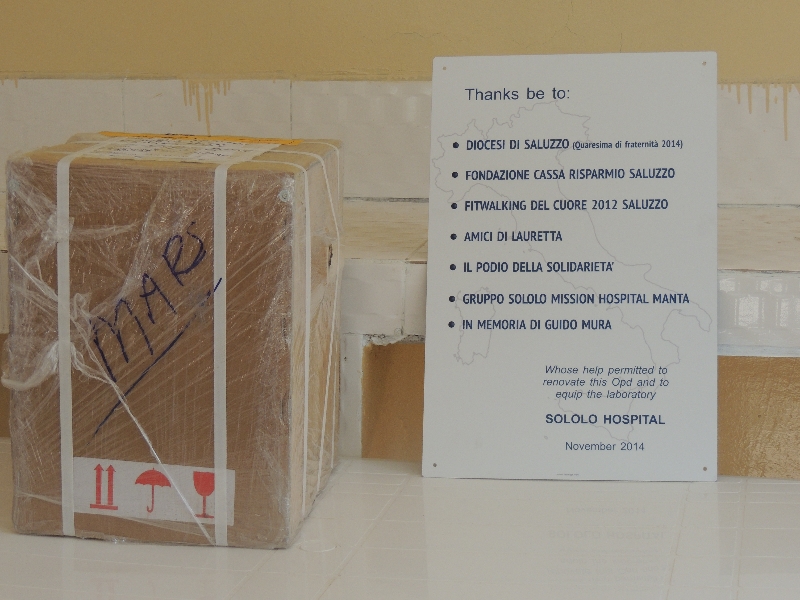 MARS
Thanks be to:
DIOCESI DI SALUZZO (Quaresima di fraternità 2014)
FONDAZIONE CASSA RISPARMIO SALUZZO
FITWALKING DEL CUORE 2012 SALUZZO
AMICI DI LAURETTA
IL PODIO DELLA SOLIDARIETA'
GRUPPO SOLOLO MISSION HOSPITAL MANTA
IN MEMORIA DI GUIDO MURA
Whose help permitted to
renovate this Opd and to
equip the laboratory
SOLOLO HOSPITAL
November 2014